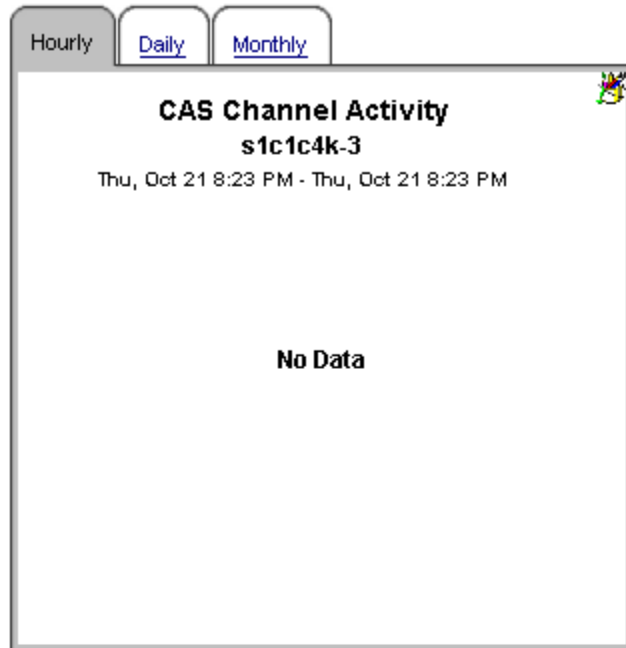 Hourly Daily Monthly
CAS Channel Activity
s1c1c4k-3
Thu, Oct 21 8:23 PM - Thu, Oct 21 8:23 PM
No Data